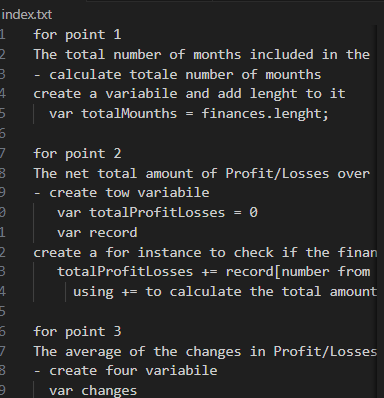 index.txt
1 for point 1
2 The total number of months included in the
3 - calculate totale number of mounths
4 create a variabile and add lenght to it
5 var totalMounths = finances.lenght;
6
7 for point 2
8 The net total amount of Profit/Losses over
9 - create tow variabile
0 var totalProfitLosses = 0
1 var record
2 create a for instance to check if the finan
3 totalProfitLosses += record[number from
4 using += to calculate the total amount
5
6 for point 3
7 The average of the changes in Profit/Losses
8 - create four variabile
9 var changes